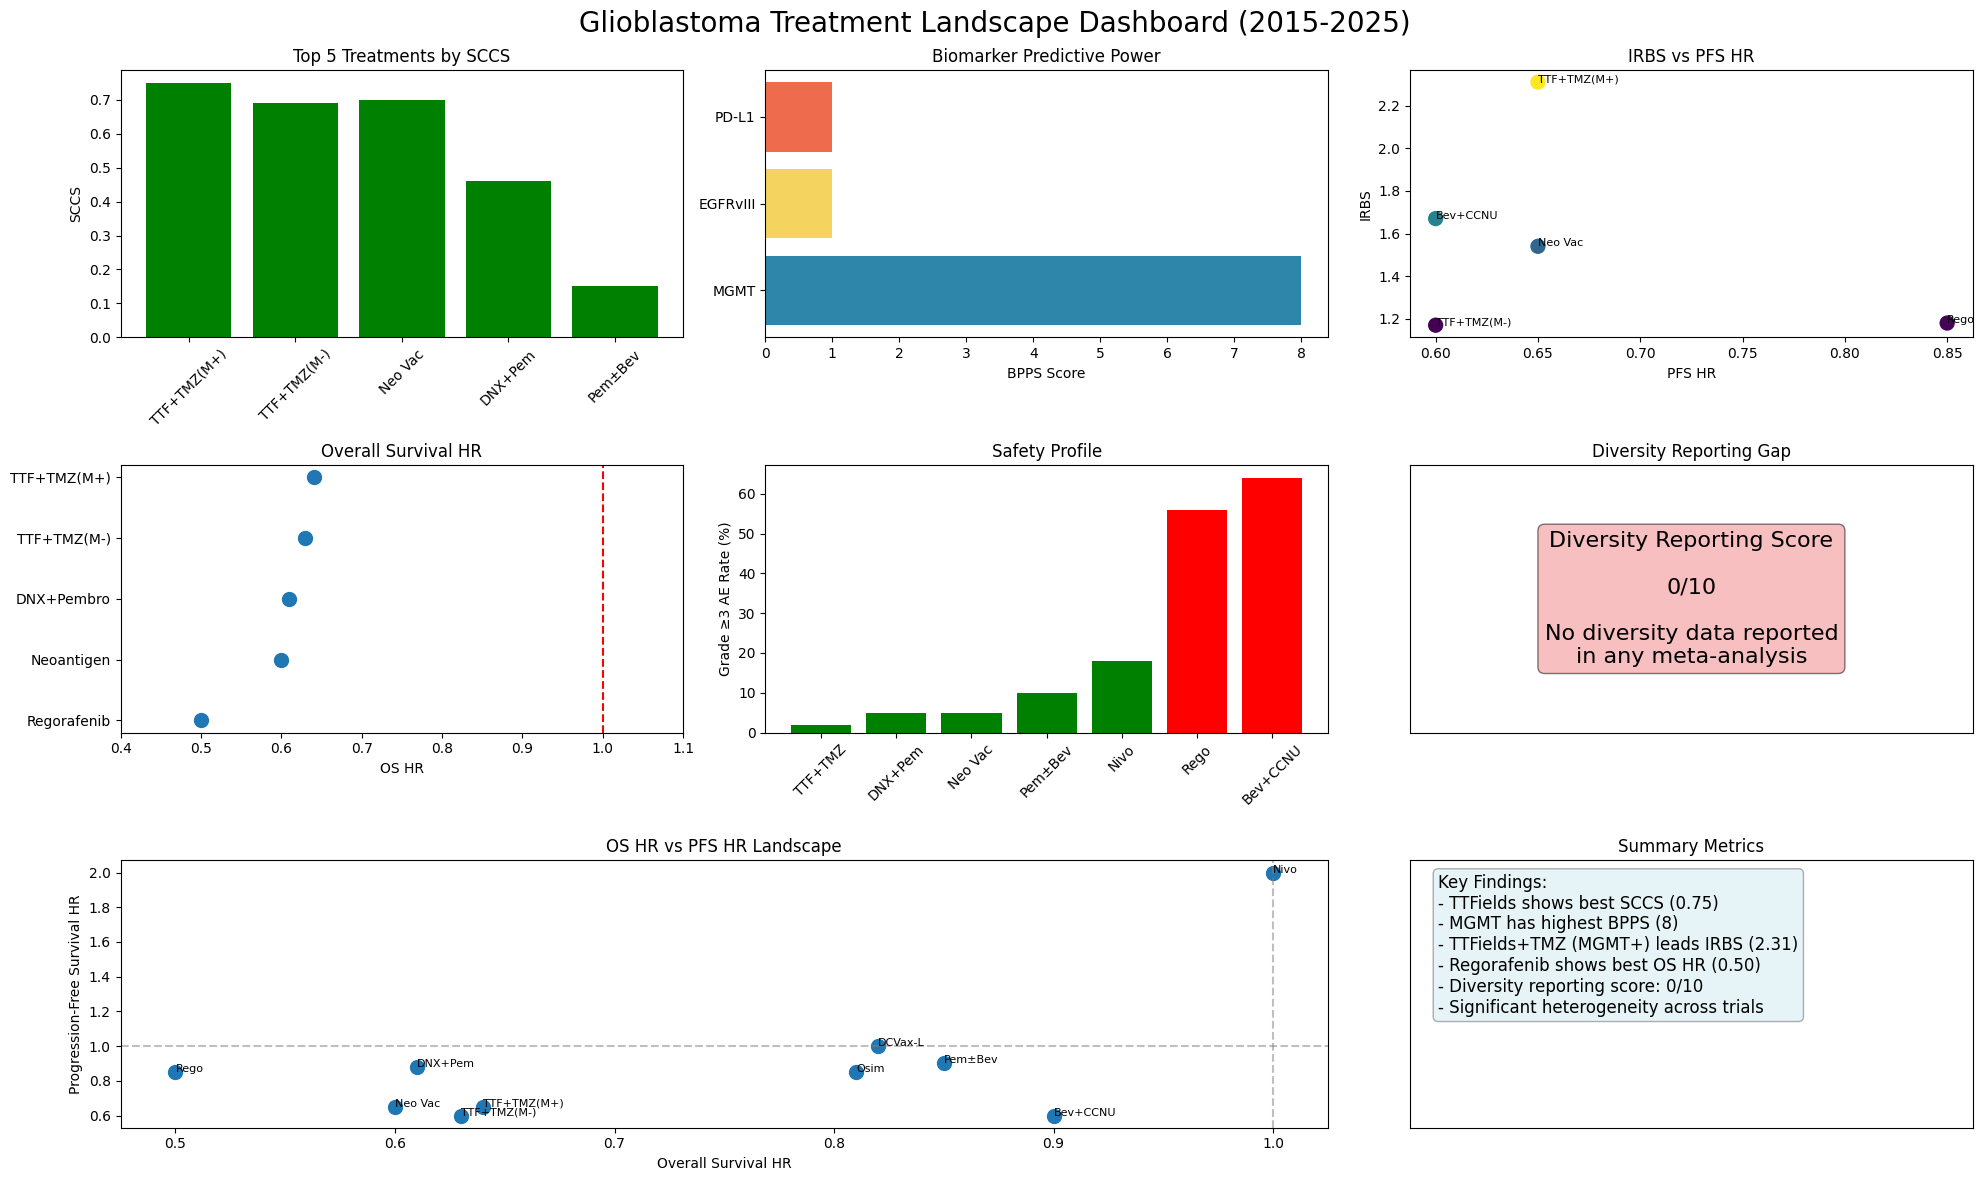 Glioblastoma Treatment Landscape Dashboard (2015-2025)
Top 5 Treatments by SCCS
SCCS
0.7
0.6
0.5
0.4
0.3
0.2
0.1
0.0
TTF+TMZ(M+)
TTF+TMZ(M-)
Neo Vac
DNX+Pem
Pem±Bev
Biomarker Predictive Power
PD-L1
EGFRvIII
MGMT
0 1 2 3 4 5 6 7 8
BPPS Score
IRBS vs PFS HR
IRBS
2.2
2.0
1.8
1.6
1.4
1.2
TTF+TMZ(M+)
Bev+CCNU
Neo Vac
TTF+TMZ(M-)
Rego
0.60 0.65 0.70 0.75 0.80 0.85
PFS HR
Overall Survival HR
TTF+TMZ(M+)
TTF+TMZ(M-)
DNX+Pembro
Neoantigen
Regorafenib
0.4 0.5 0.6 0.7 0.8 0.9 1.0 1.1
OS HR
Safety Profile
Grade ≥3 AE Rate (%)
60
50
40
30
20
10
0
TTF+TMZ
DNX+Pem
Neo Vac
Pem±Bev
Nivo
Rego
Bev+CCNU
Diversity Reporting Gap
Diversity Reporting Score
0/10
No diversity data reported
in any meta-analysis
OS HR vs PFS HR Landscape
Progression-Free Survival HR
2.0
1.8
1.6
1.4
1.2
1.0
0.8
0.6
Nivo
DCVax-L
Pem±Bev
DNX+Pem
Rego
Osim
Neo Vac
TTF+TMZ(M+)
TTF+TMZ(M-)
Bev+CCNU
0.5 0.6 0.7 0.8 0.9 1.0
Overall Survival HR
Summary Metrics
Key Findings:
- TTFields shows best SCCS (0.75)
- MGMT has highest BPPS (8)
- TTFields+TMZ (MGMT+) leads IRBS (2.31)
- Regorafenib shows best OS HR (0.50)
- Diversity reporting score: 0/10
- Significant heterogeneity across trials